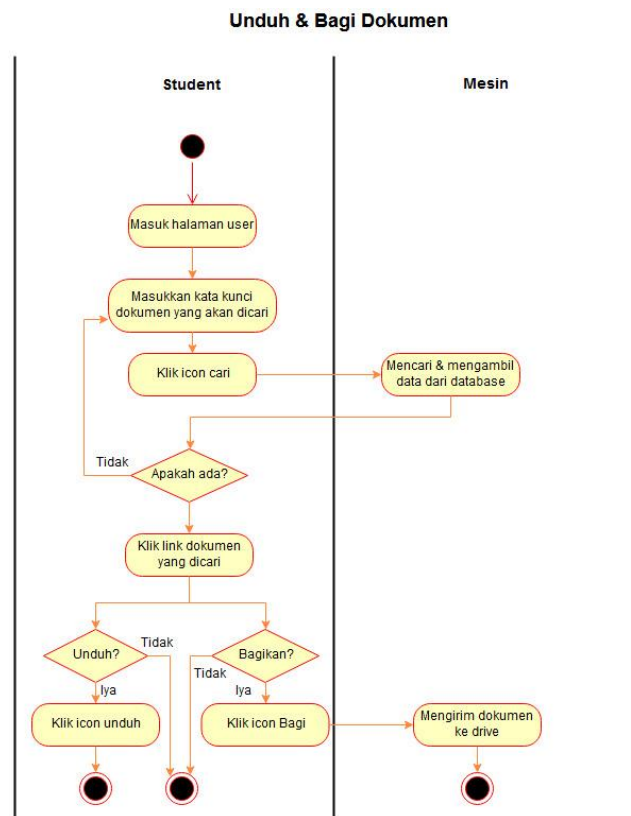 Unduh & Bagi Dokumen
Student
Mesin
Masuk halaman user
Masukkan kata kunci
dokumen yang akan dicari
Klik icon cari
Mencari & mengambil
data dari database
Tidak
Apakah ada?
Klik link dokumen
yang dicari
Unduh?
Tidak
Bagikan?
Tidak
Iya
Iya
Klik icon unduh
Klik icon Bagi
Mengirim dokumen
ke drive